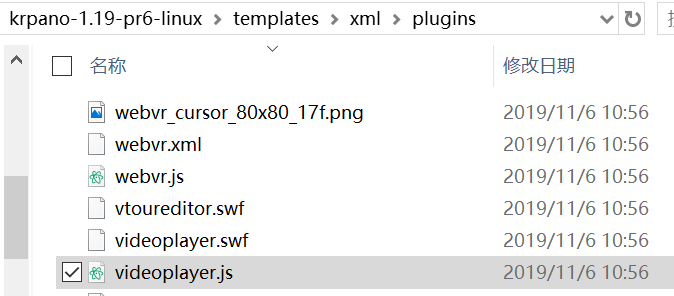 krpano-1.19-pr6-linux > templates > xml > plugins
名称 修改日期
webvr_cursor_80x80_17f.png 2019/11/6 10:56
webvr.xml 2019/11/6 10:56
webvr.js 2019/11/6 10:56
vtoureditor.swf 2019/11/6 10:56
videoplayer.swf 2019/11/6 10:56
videoplayer.js 2019/11/6 10:56